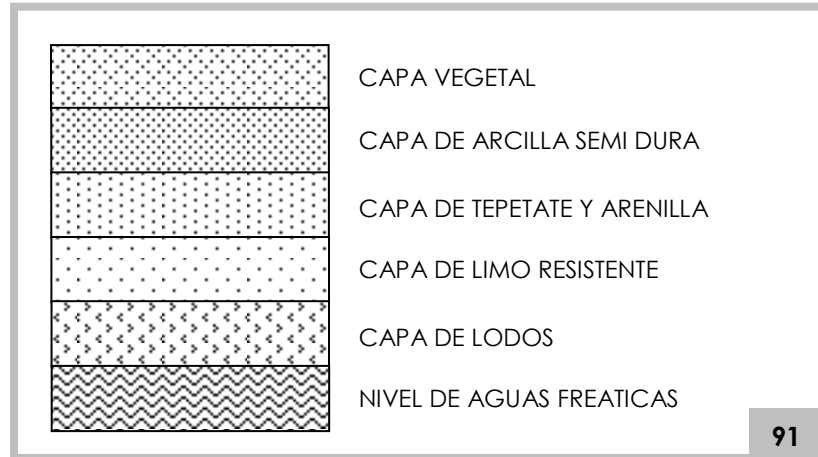 CAPA VEGETAL
CAPA DE ARCILLA SEMI DURA
CAPA DE TEPETATE Y ARENILLA
CAPA DE LIMO RESISTENTE
CAPA DE LODOS
NIVEL DE AGUAS FREATICAS
91